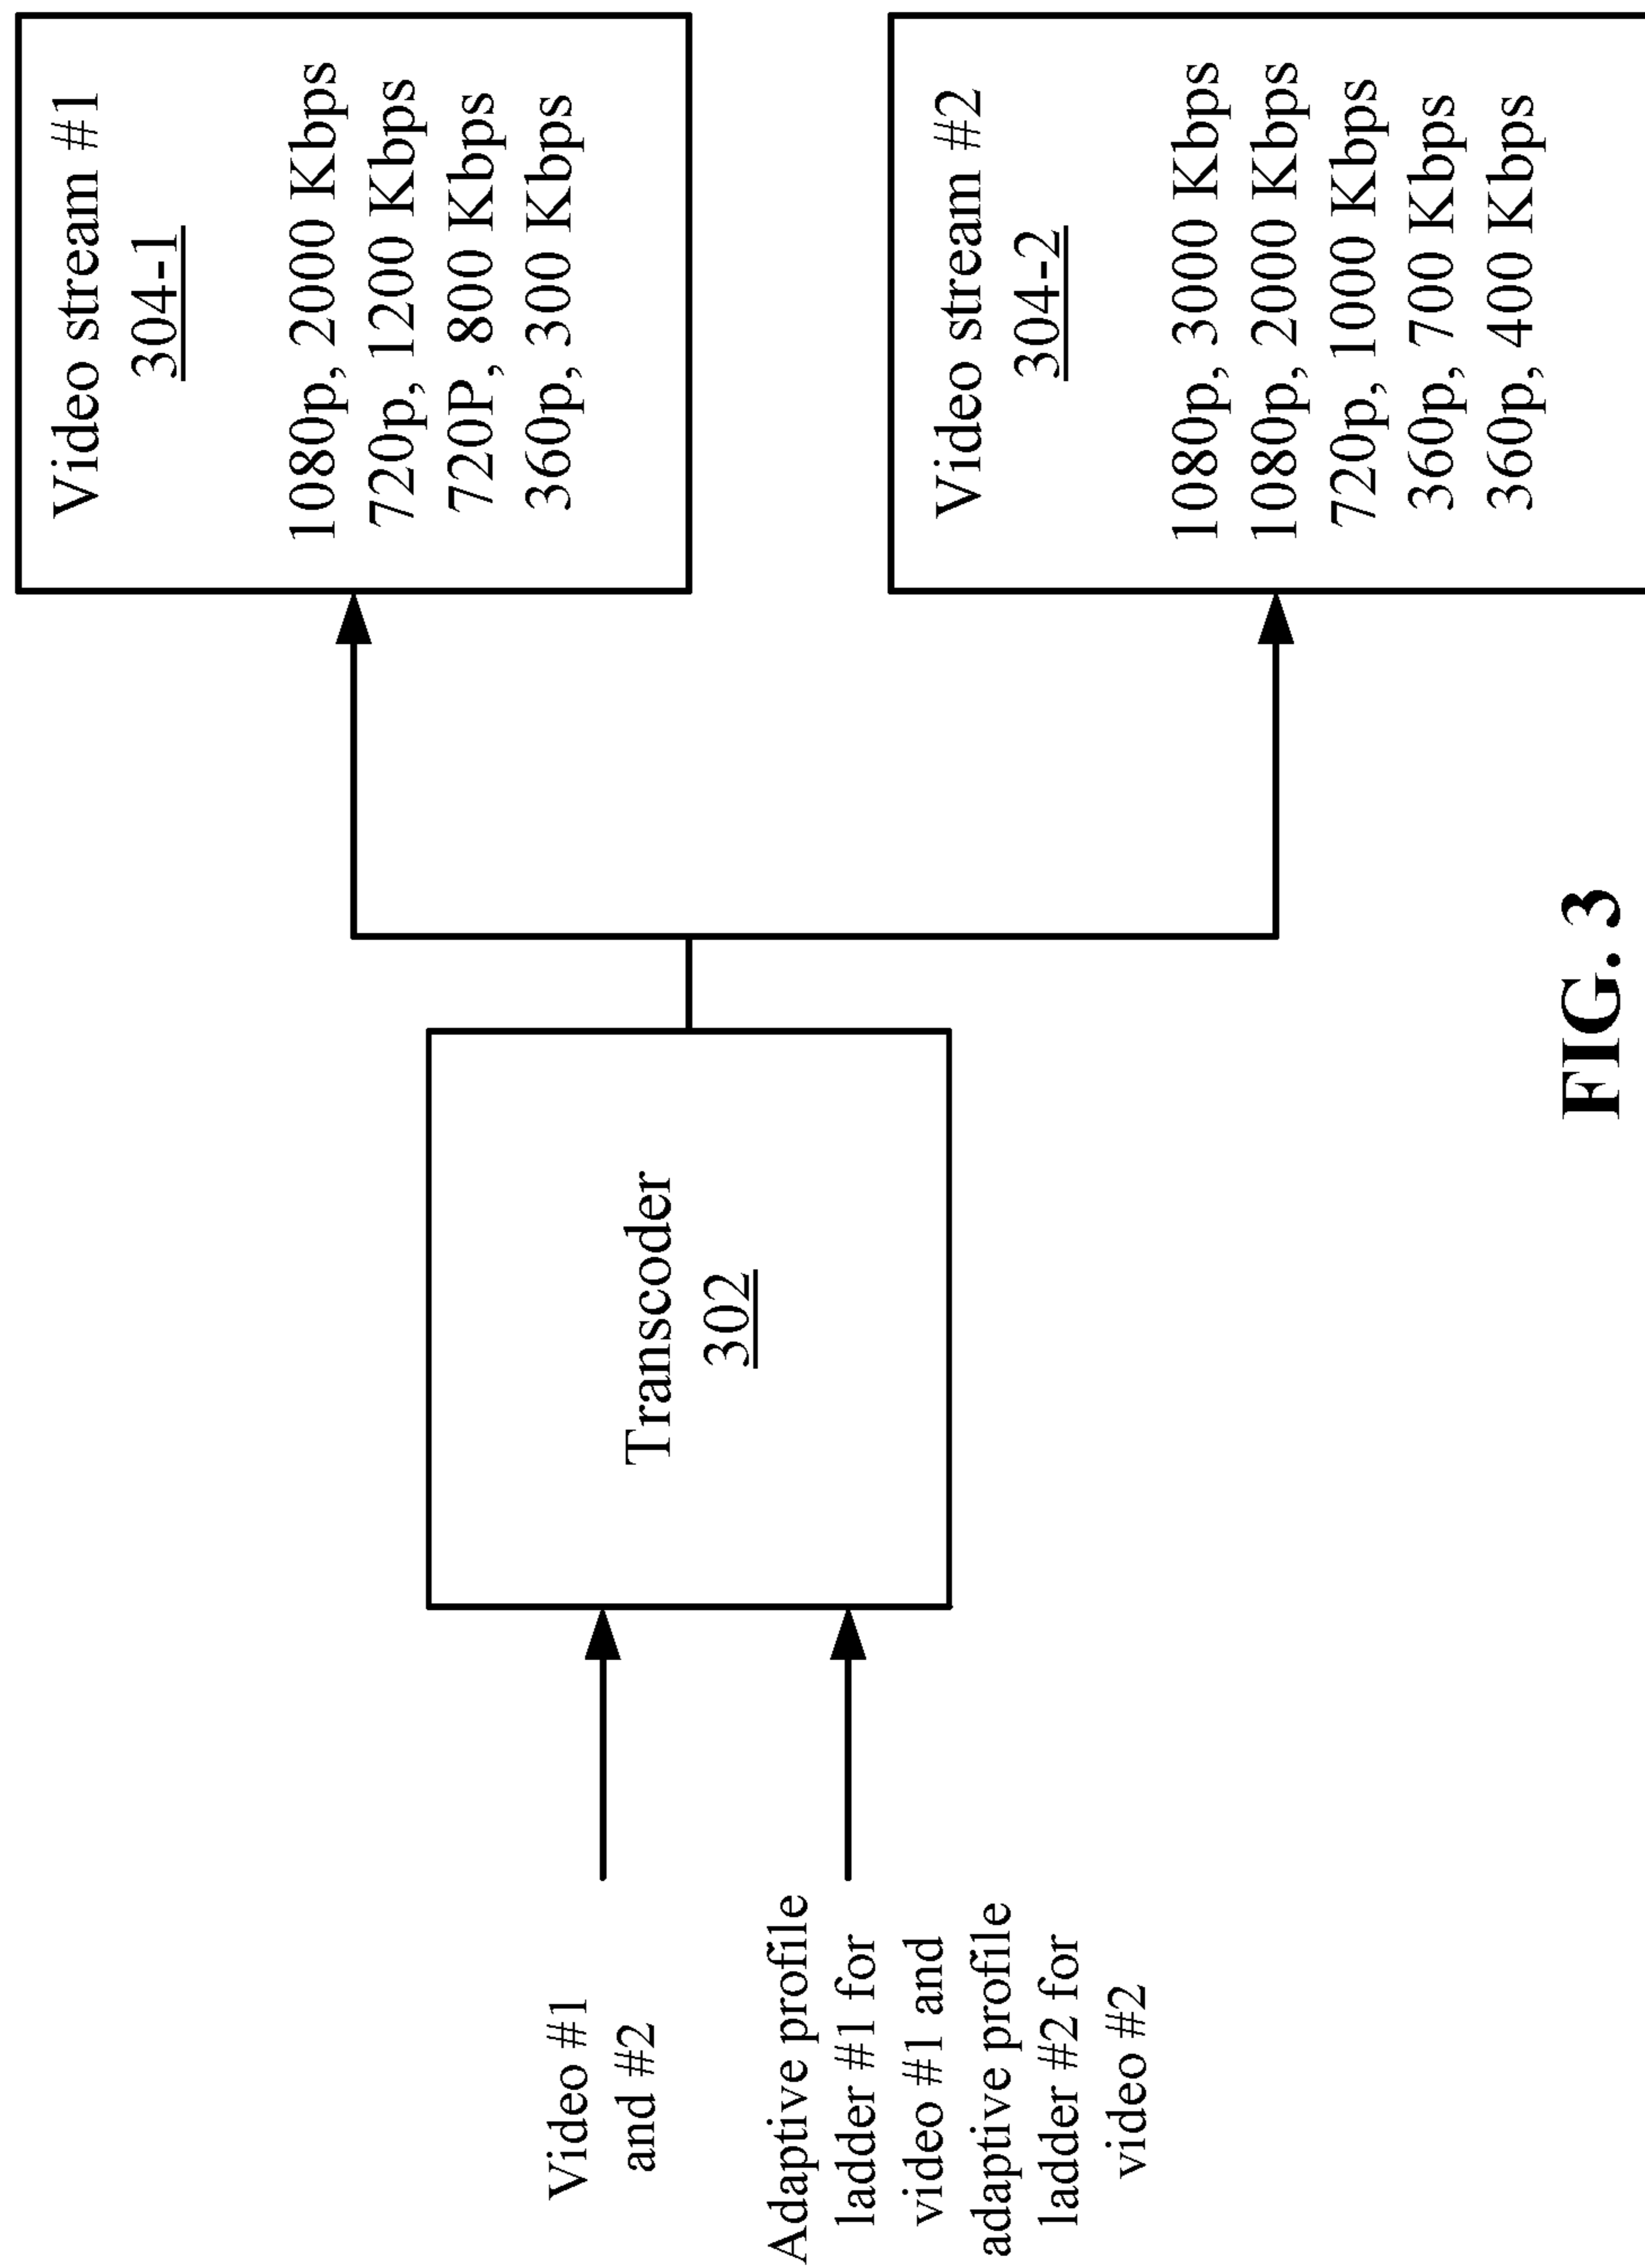 Video #1
and #2
Adaptive profile
ladder #1 for
video #1 and
adaptive profile
ladder #2 for
video #2
Transcoder
302
Video stream #1
304-1
1080p, 2000 Kbps
720p, 1200 Kbps
720P, 800 Kbps
360p, 300 Kbps
Video stream #2
304-2
1080p, 3000 Kbps
1080p, 2000 Kbps
720p, 1000 Kbps
360p, 700 Kbps
360p, 400 Kbps
FIG. 3